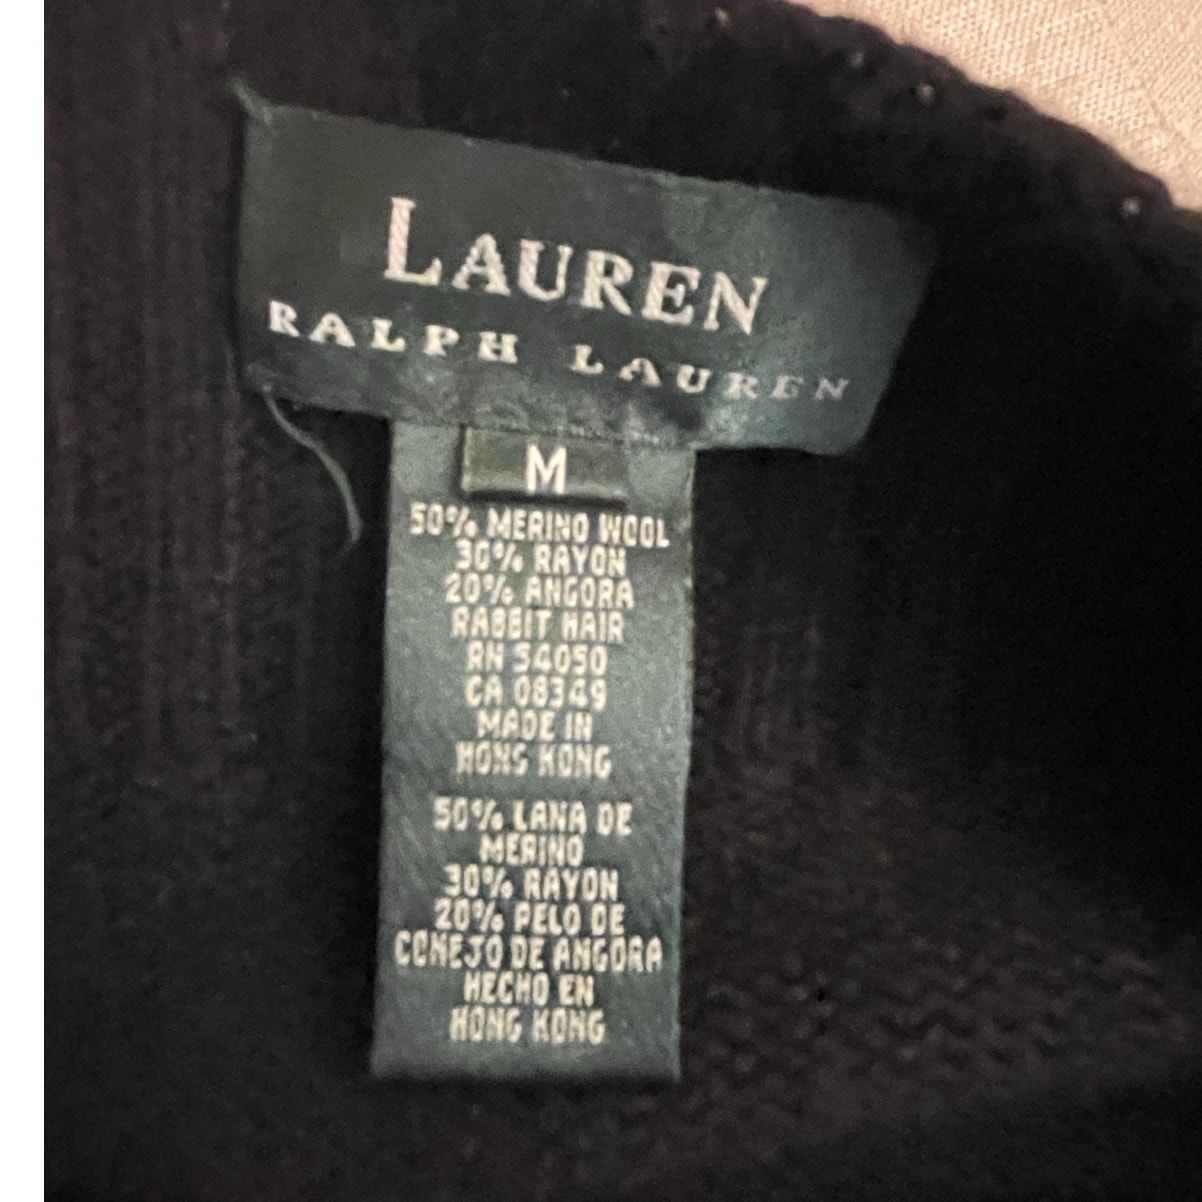 LAUREN
RALPH LAUREN
M
50% MERINO WOOL
30% RAYON
20% ANGORA
RABBIT HAIR
RN 54050
CA 08349
MADE IN
HONG KONG
50% LANA DE
MERINO
30% RAYON
20% PELO DE
CONEJO DE ANGORA
HECHO EN
HONG KONG